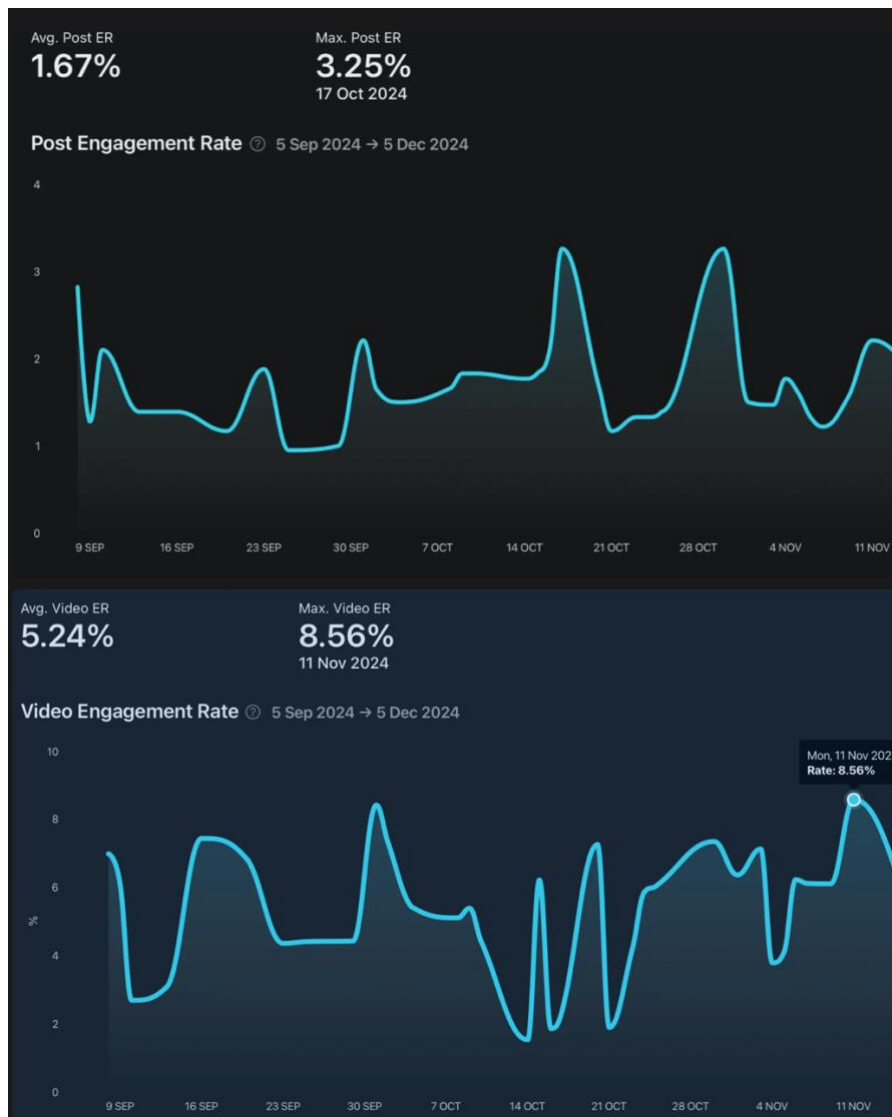 Avg. Post ER Max. Post ER
1.67% 3.25%
17 Oct 2024
Post Engagement Rate ? 5 Sep 2024 → 5 Dec 2024
4
3
2
1
0
9 SEP 16 SEP 23 SEP 30 SEP 7 OCT 14 OCT 21 OCT 28 OCT 4 NOV 11 NOV
Avg. Video ER Max. Video ER
5.24% 8.56%
11 Nov 2024
Video Engagement Rate ? 5 Sep 2024 → 5 Dec 2024
10
Mon, 11 Nov 202
Rate: 8.56%
8
6
%
4
2
0
9 SEP 16 SEP 23 SEP 30 SEP 7 OCT 14 OCT 21 OCT 28 OCT 4 NOV 11 NOV